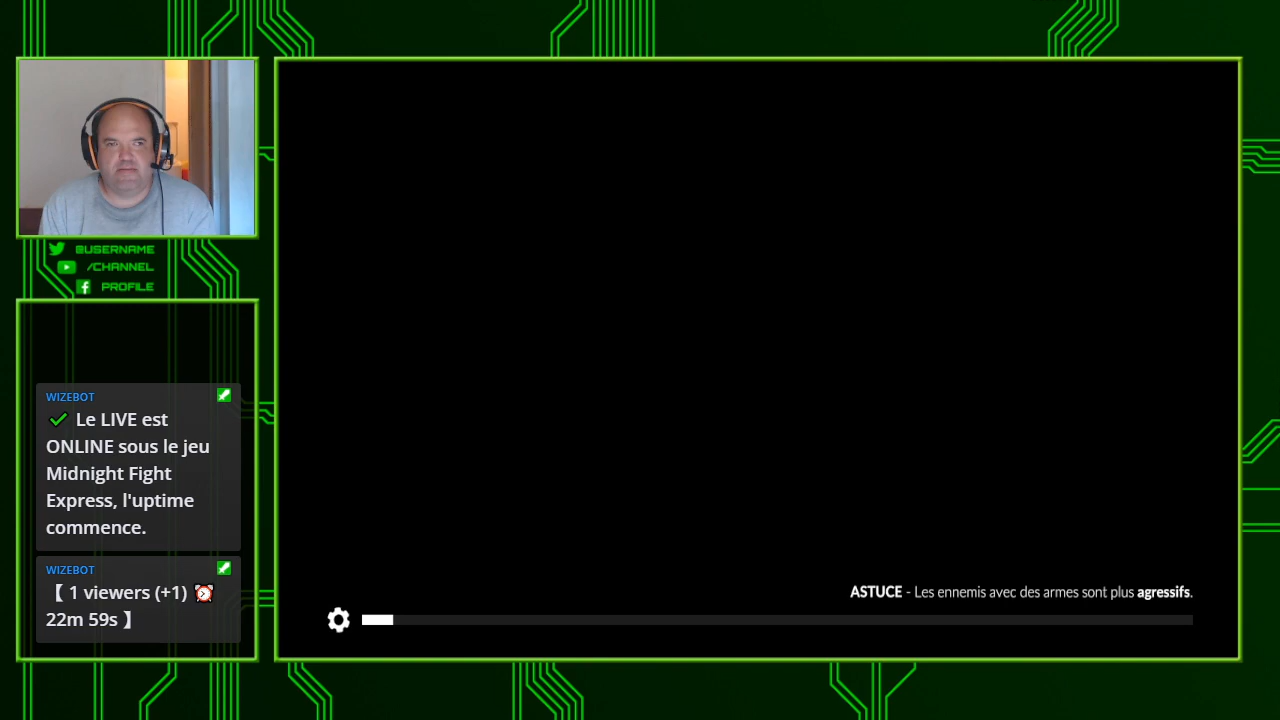 @USERNAME
/CHANNEL
PROFILE
WIZEBOT
Le LIVE est
ONLINE sous le jeu
Midnight Fight
Express, l'uptime
commence.
WIZEBOT
【 1 viewers (+1) ⏰
22m 59s 】
ASTUCE - Les ennemis avec des armes sont plus agressifs.